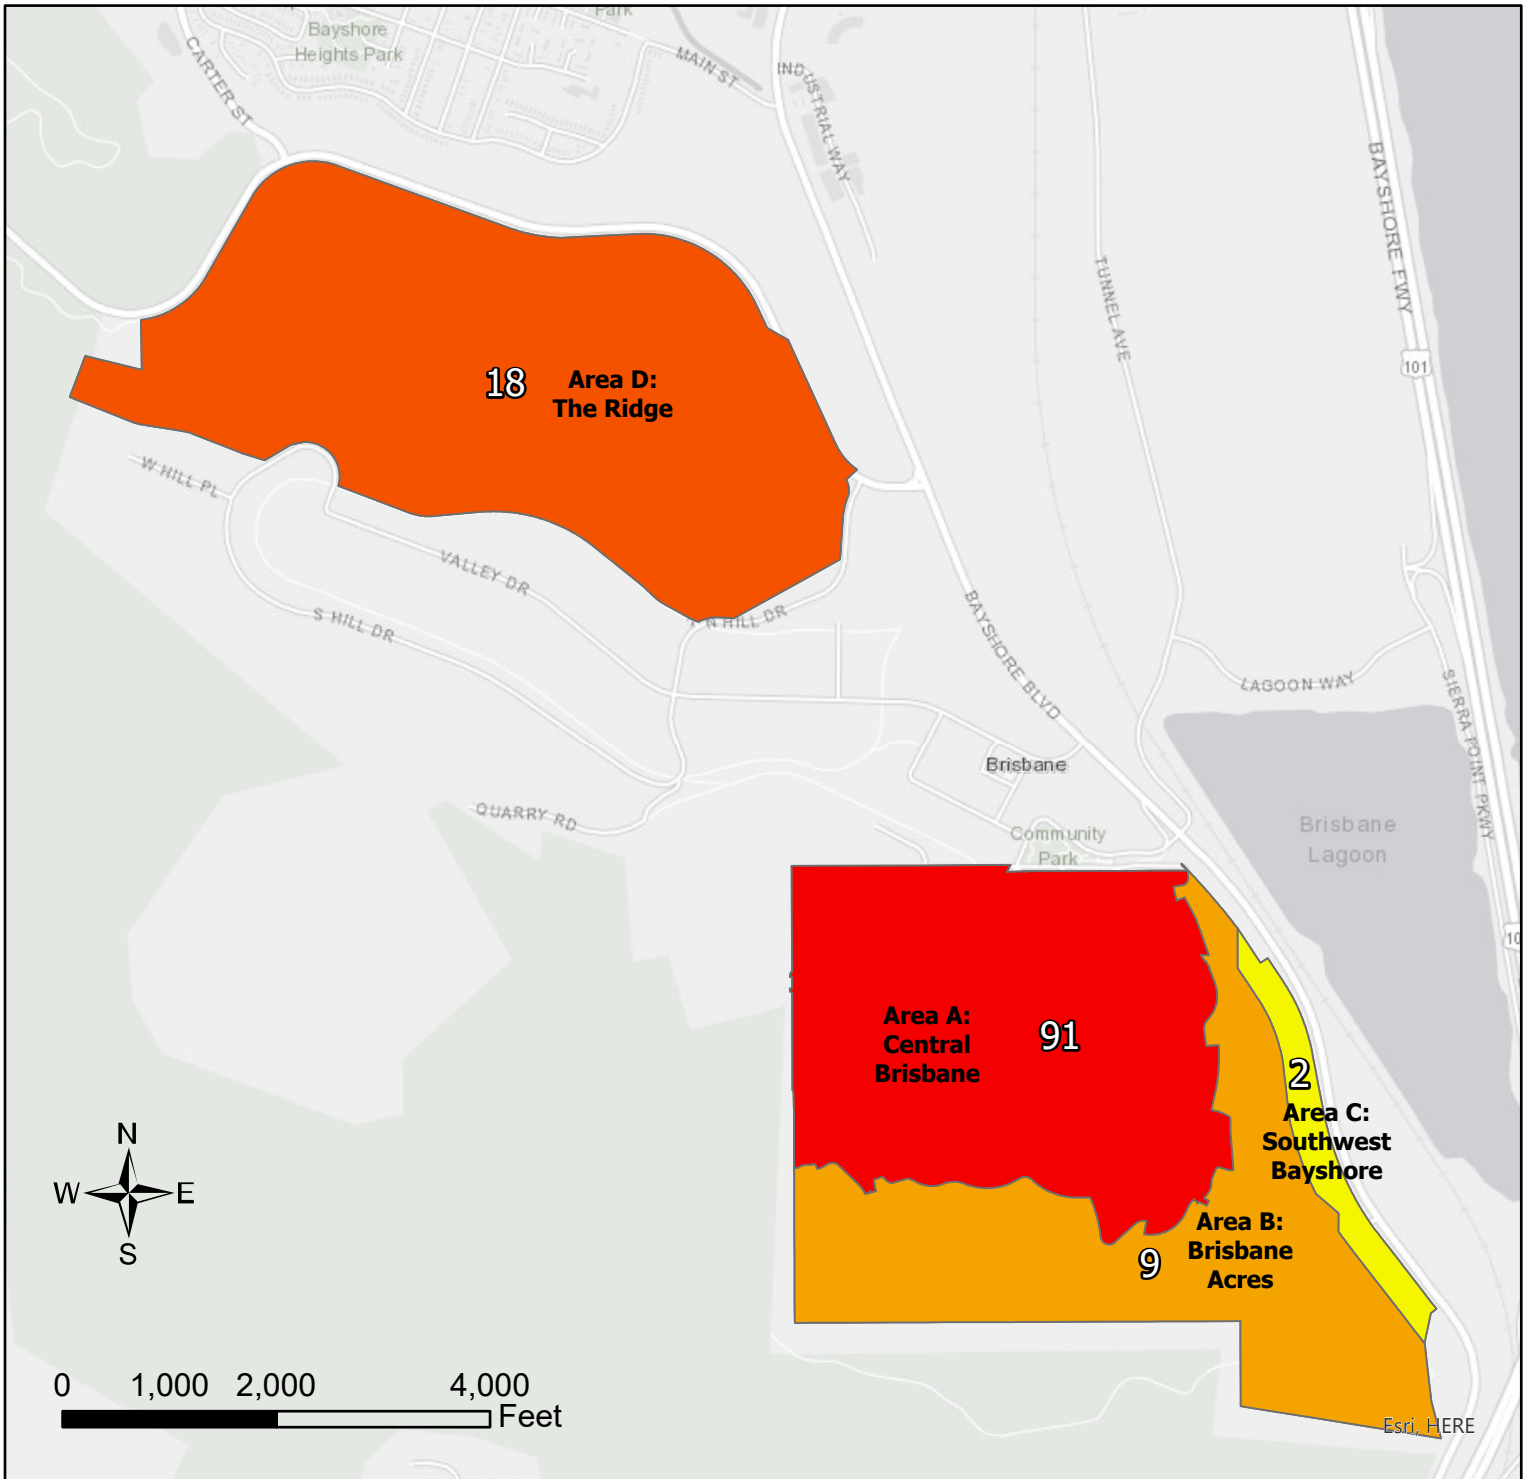 Park
Bayshore
Heights Park
CARTER ST
MAIN ST
INDUSTRIAL WAY
BAYSHORE FWY
TUNNEL AVE
101
18
Area D:
The Ridge
W HILL PL
VALLEY DR
S HILL DR
N HILL DR
BAYSHORE BLVD
LAGOON WAY
SIERRA POINT PKWY
Brisbane
QUARRY RD
Community
Park
Brisbane
Lagoon
10
Area A:
Central
Brisbane
91
2
Area C:
Southwest
Bayshore
Area B:
Brisbane
Acres
9
N
W
E
S
0 1,000 2,000 4,000
Feet
Esri, HERE